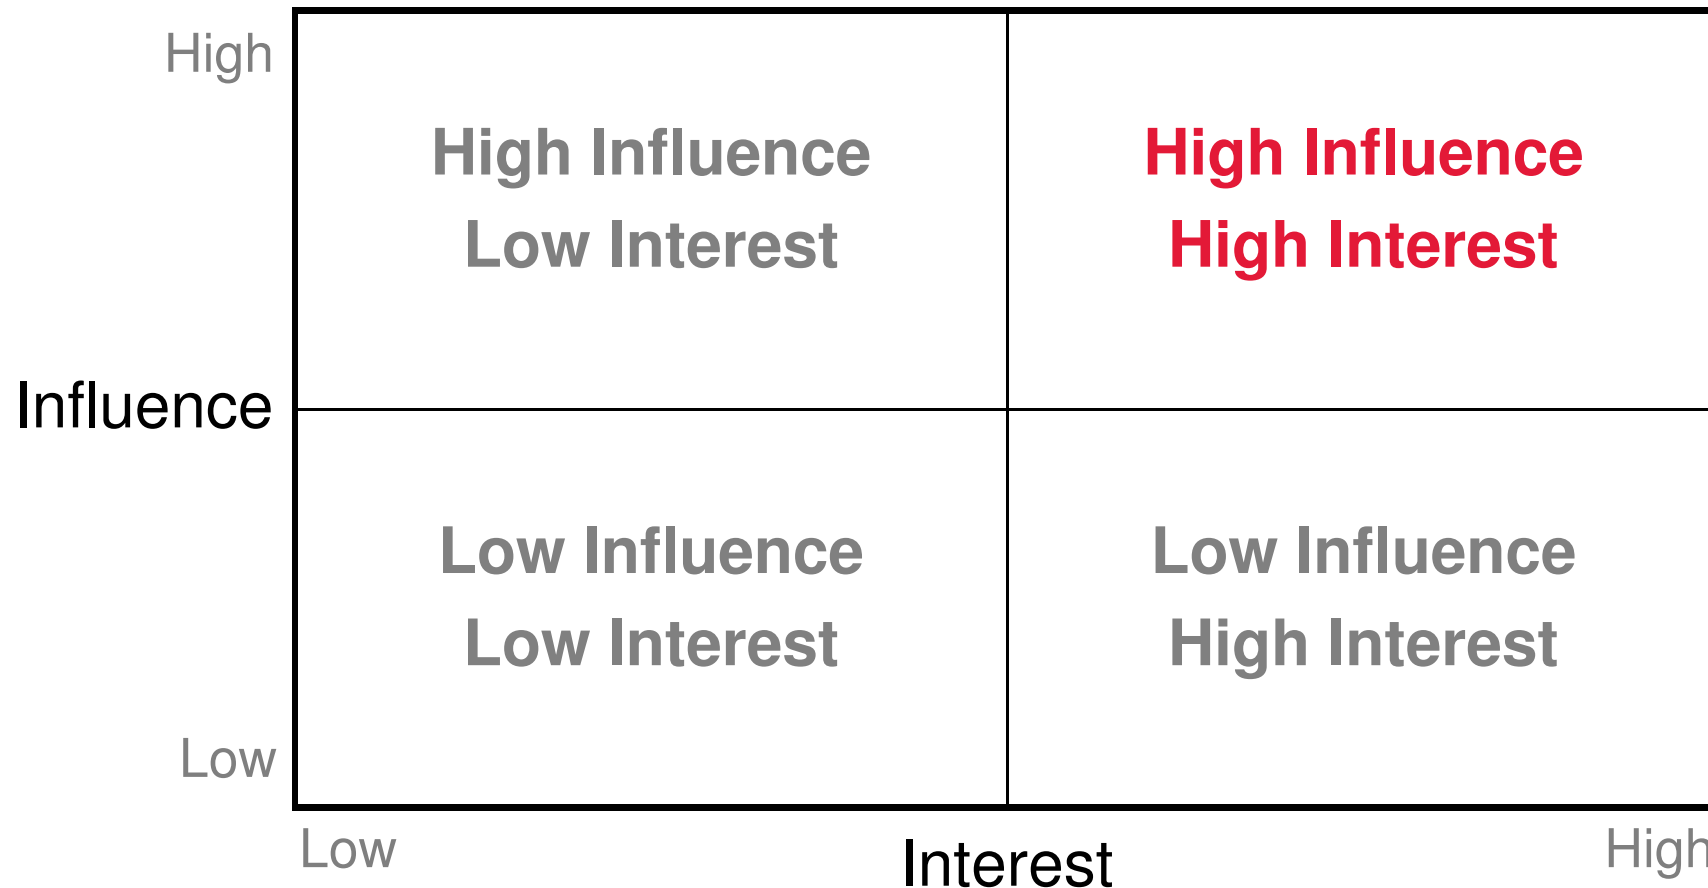 High
High Influence
Low Interest
High Influence
High Interest
Influence
Low Influence
Low Interest
Low Influence
High Interest
Low
Low
Interest
High